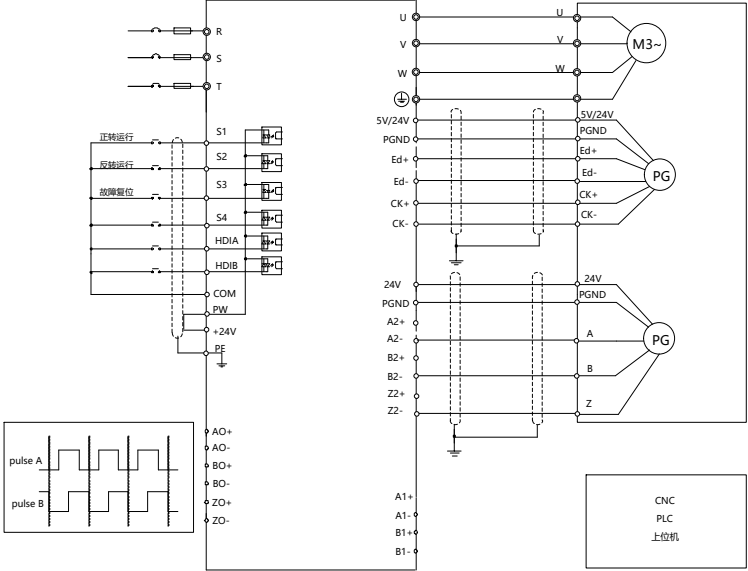 R
S
T
正转运行
S1
反转运行
S2
故障复位
S3
S4
HDIA
HDIB
COM
PW
+24V
PE
AO+
AO-
BO+
BO-
ZO+
ZO-
pulse A
pulse B
U
V
W
5V/24V
PGND
Ed+
Ed-
CK+
CK-
24V
PGND
A2+
A2-
B2+
B2-
Z2+
Z2-
A1+
A1-
B1+
B1-
U
V
W
M3~
5V/24V
PGND
Ed+
Ed-
CK+
CK-
PG
24V
PGND
A
B
Z
PG
CNC
PLC
上位机